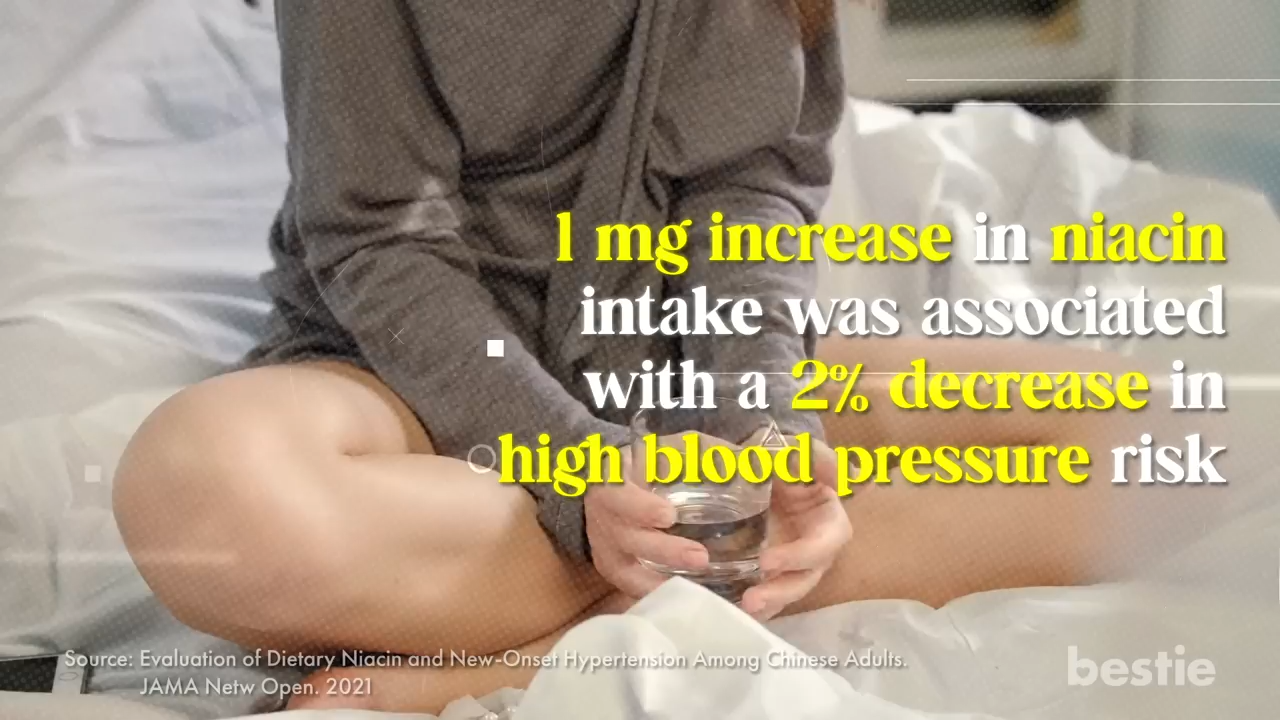 1 mg increase in niacin
intake was associated
with a 2% decrease in
high blood pressure risk
Source: Evaluation of Dietary Niacin and New-Onset Hypertension Among Chinese Adults.
JAMA Netw Open. 2021
bestie